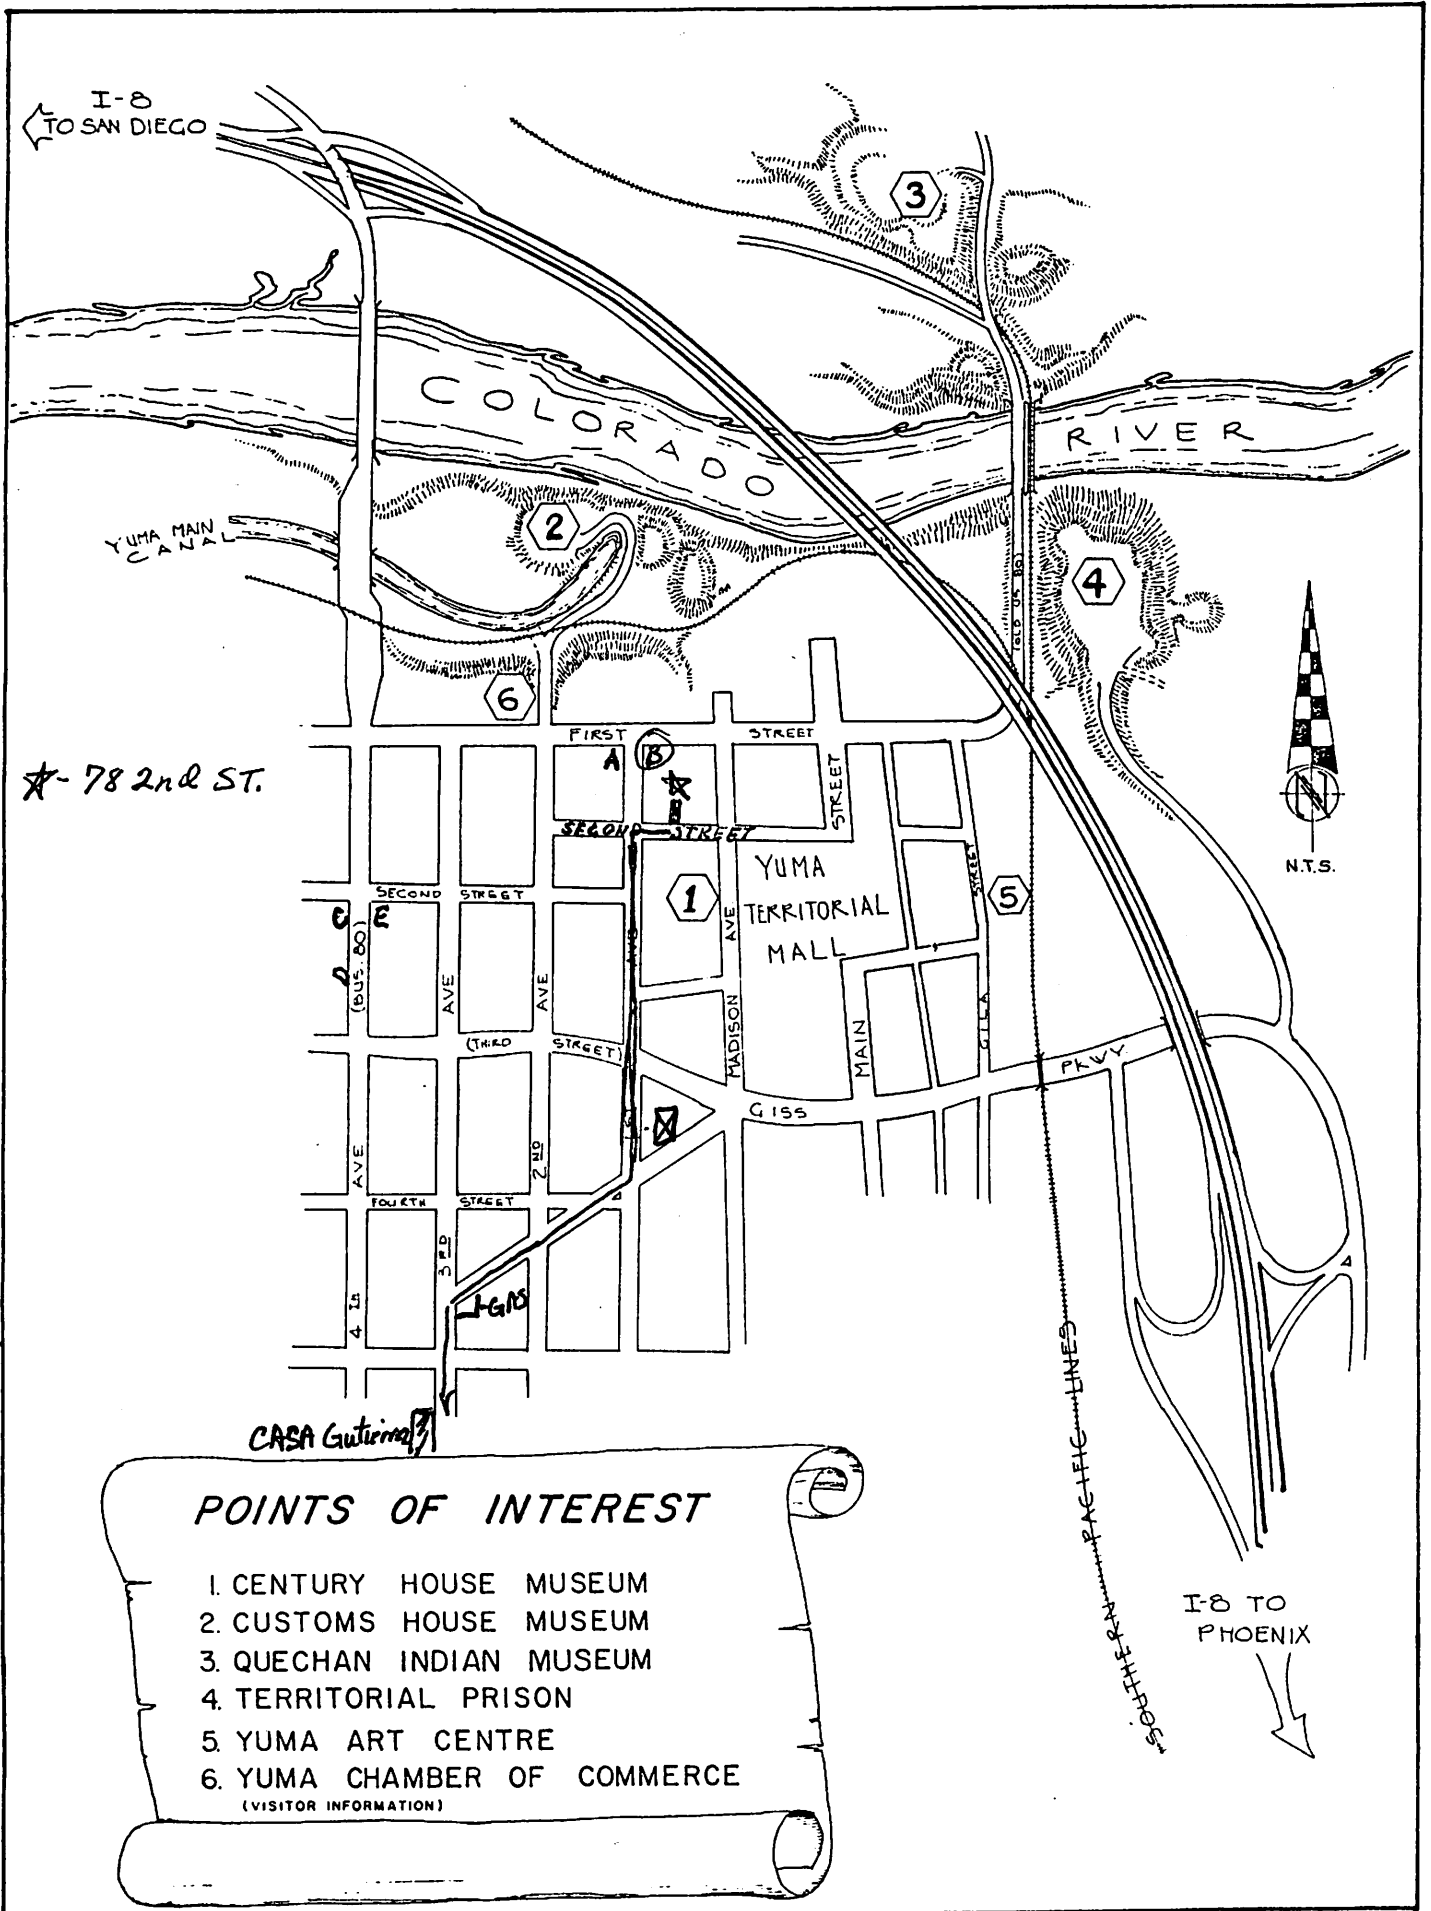 I-8
TO SAN DIEGO
3
COLORADO
RIVER
2
YUMA MAIN
CANAL
(OLD US 80)
4
6
FIRST STREET
A
B
☆- 78 2nd ST.
STREET
SECOND STREET
N.T.S.
YUMA
TERRITORIAL
MALL
SECOND STREET
1
5
STREET
AVE
AVE
E
D
(BUS. 80)
AVE
AVE
(THIRD STREET)
MADISON
MAIN
GILA
PKWY
GISS
1ST
2ND
AVE
FOURTH STREET
3RD
GAS
4TH
CASA
SOUTHERN PACIFIC LINES
POINTS OF INTEREST
1. CENTURY HOUSE MUSEUM
2. CUSTOMS HOUSE MUSEUM
3. QUECHAN INDIAN MUSEUM
4. TERRITORIAL PRISON
5. YUMA ART CENTRE
6. YUMA CHAMBER OF COMMERCE
(VISITOR INFORMATION)
I-8 TO
PHOENIX